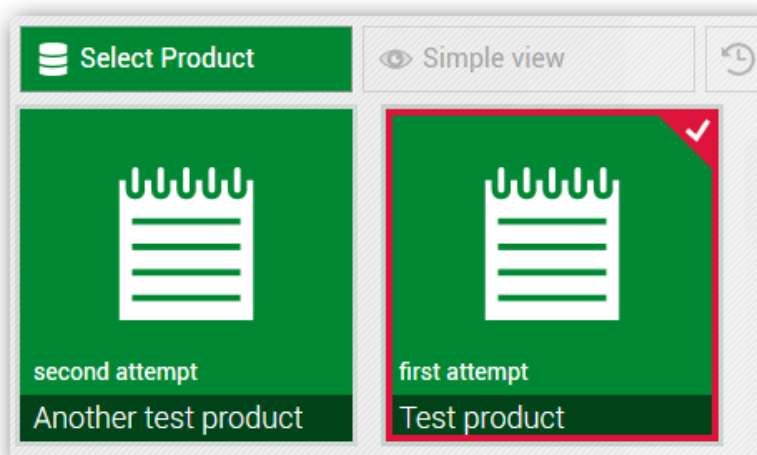 Select Product
Simple view
second attempt
Another test product
first attempt
Test product